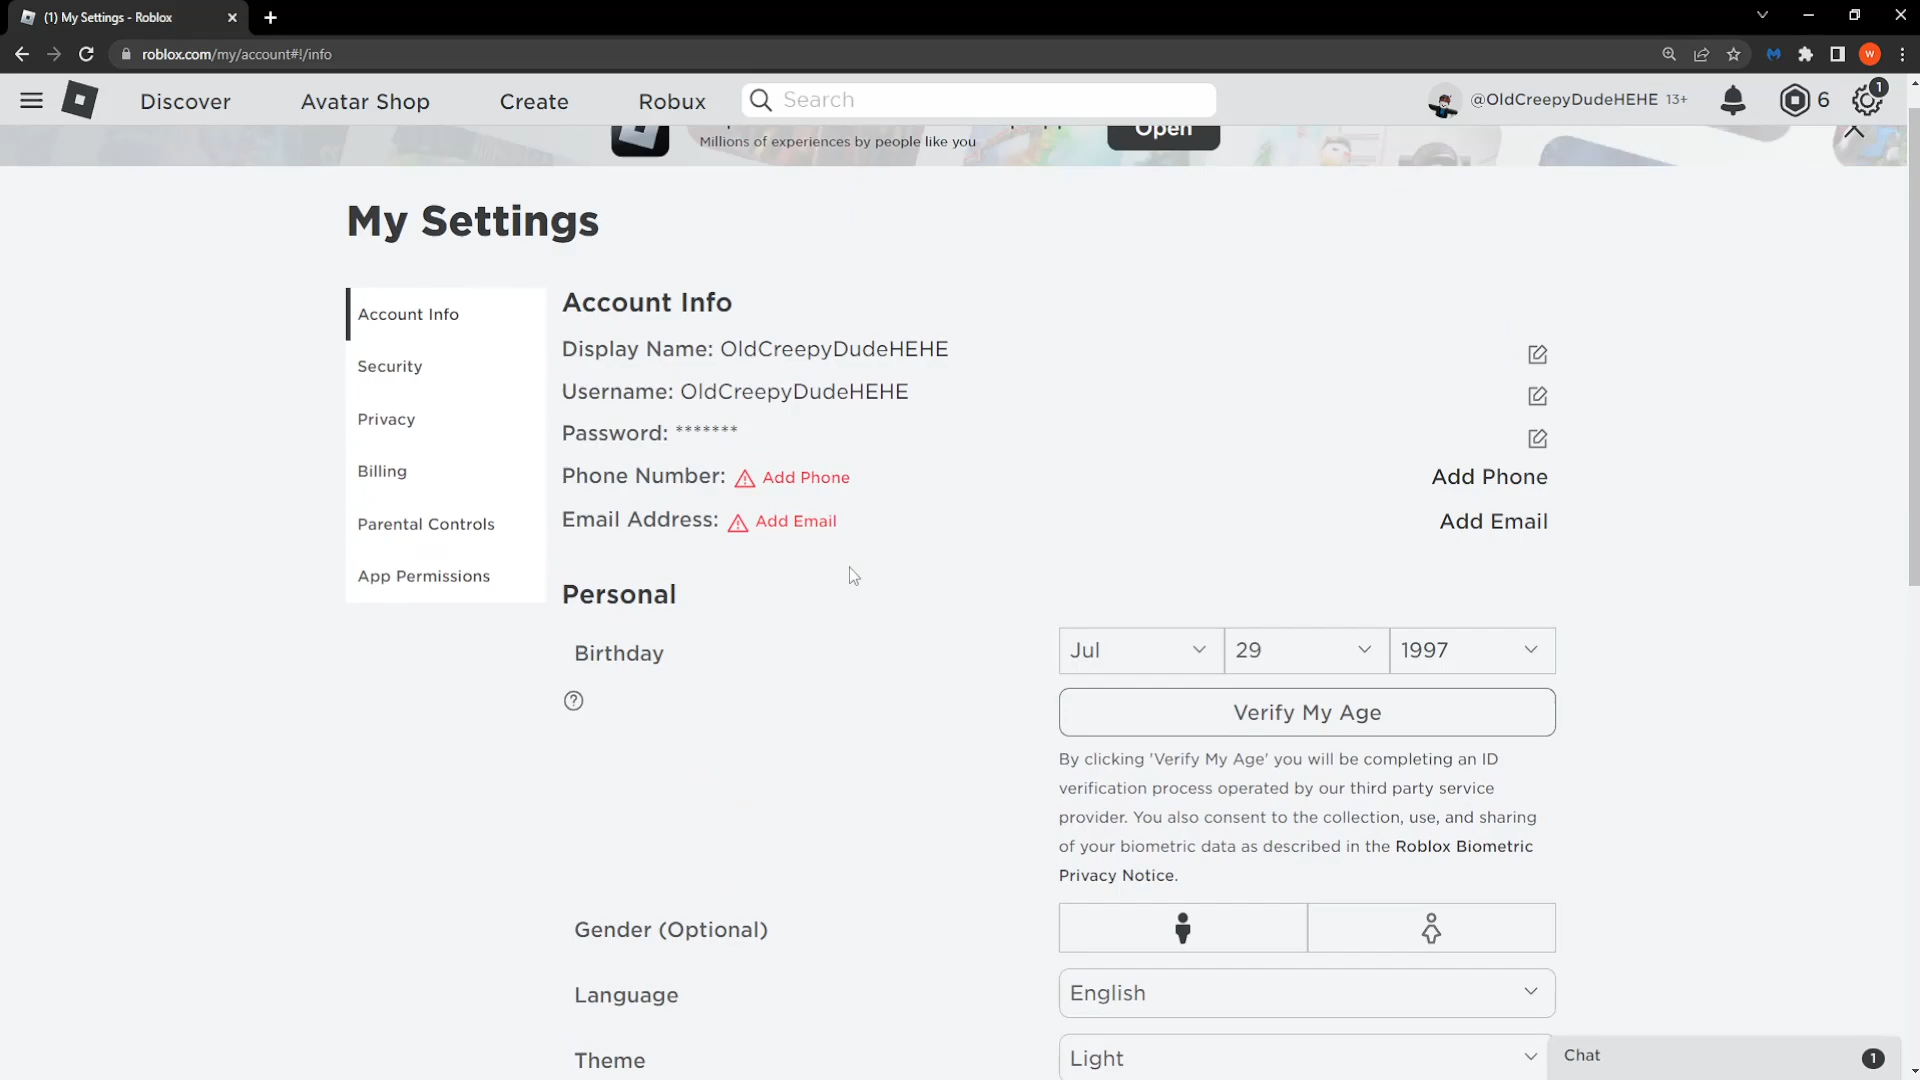 (1) My Settings - Roblox
roblox.com/my/account#!/info
W
Discover
Avatar Shop
Create
Robux
Search
@OldCreepyDudeHEHE 13+
6
1
Millions of experiences by people like you
Open
My Settings
Account Info
Security
Privacy
Billing
Parental Controls
App Permissions
Account Info
Display Name: OldCreepyDudeHEHE
Username: OldCreepyDudeHEHE
Password: *******
Phone Number: Add Phone
Add Phone
Email Address: Add Email
Add Email
Personal
Birthday
Jul
29
1997
Verify My Age
By clicking 'Verify My Age' you will be completing an ID
verification process operated by our third party service
provider. You also consent to the collection, use, and sharing
of your biometric data as described in the Roblox Biometric
Privacy Notice.
Gender (Optional)
Language
English
Theme
Light
Chat
1